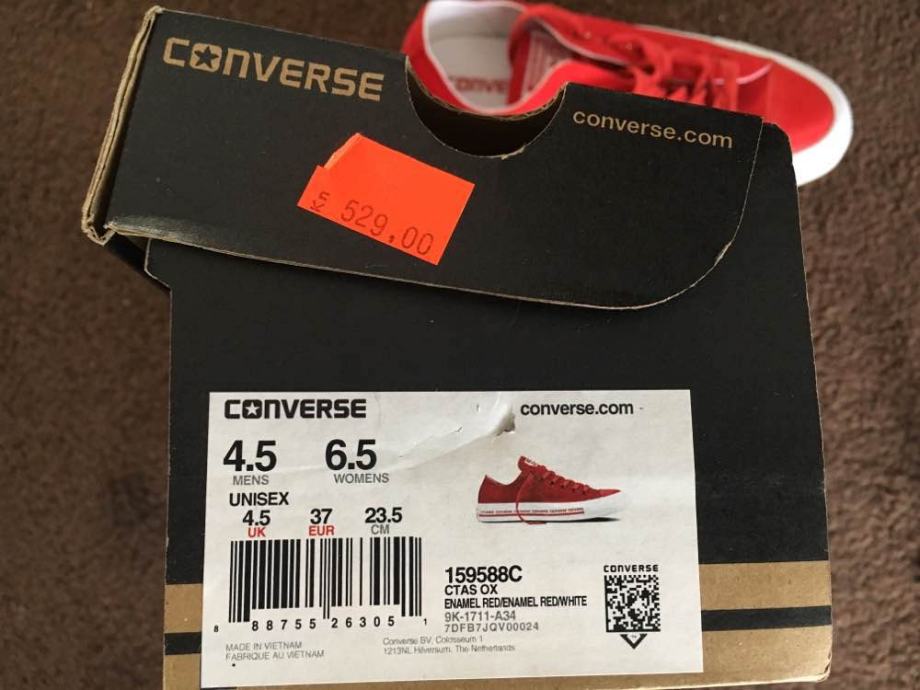 CONVERSE
converse.com
CONVERSE
529,00
CONVERSE
converse.com
4.5 6.5
MENS WOMENS
UNISEX
4.5 37 23.5
UK EUR CM
8 88755 26305 1
159588C
CTAS OX
ENAMEL RED/ENAMEL RED/WHITE
9K-1711-A34
7DFB7JQV00024
CONVERSE
MADE IN VIETNAM
FABRIQUE AU VIETNAM
Converse BV, Colosseum 1
1213NL Hilversum, The Netherlands